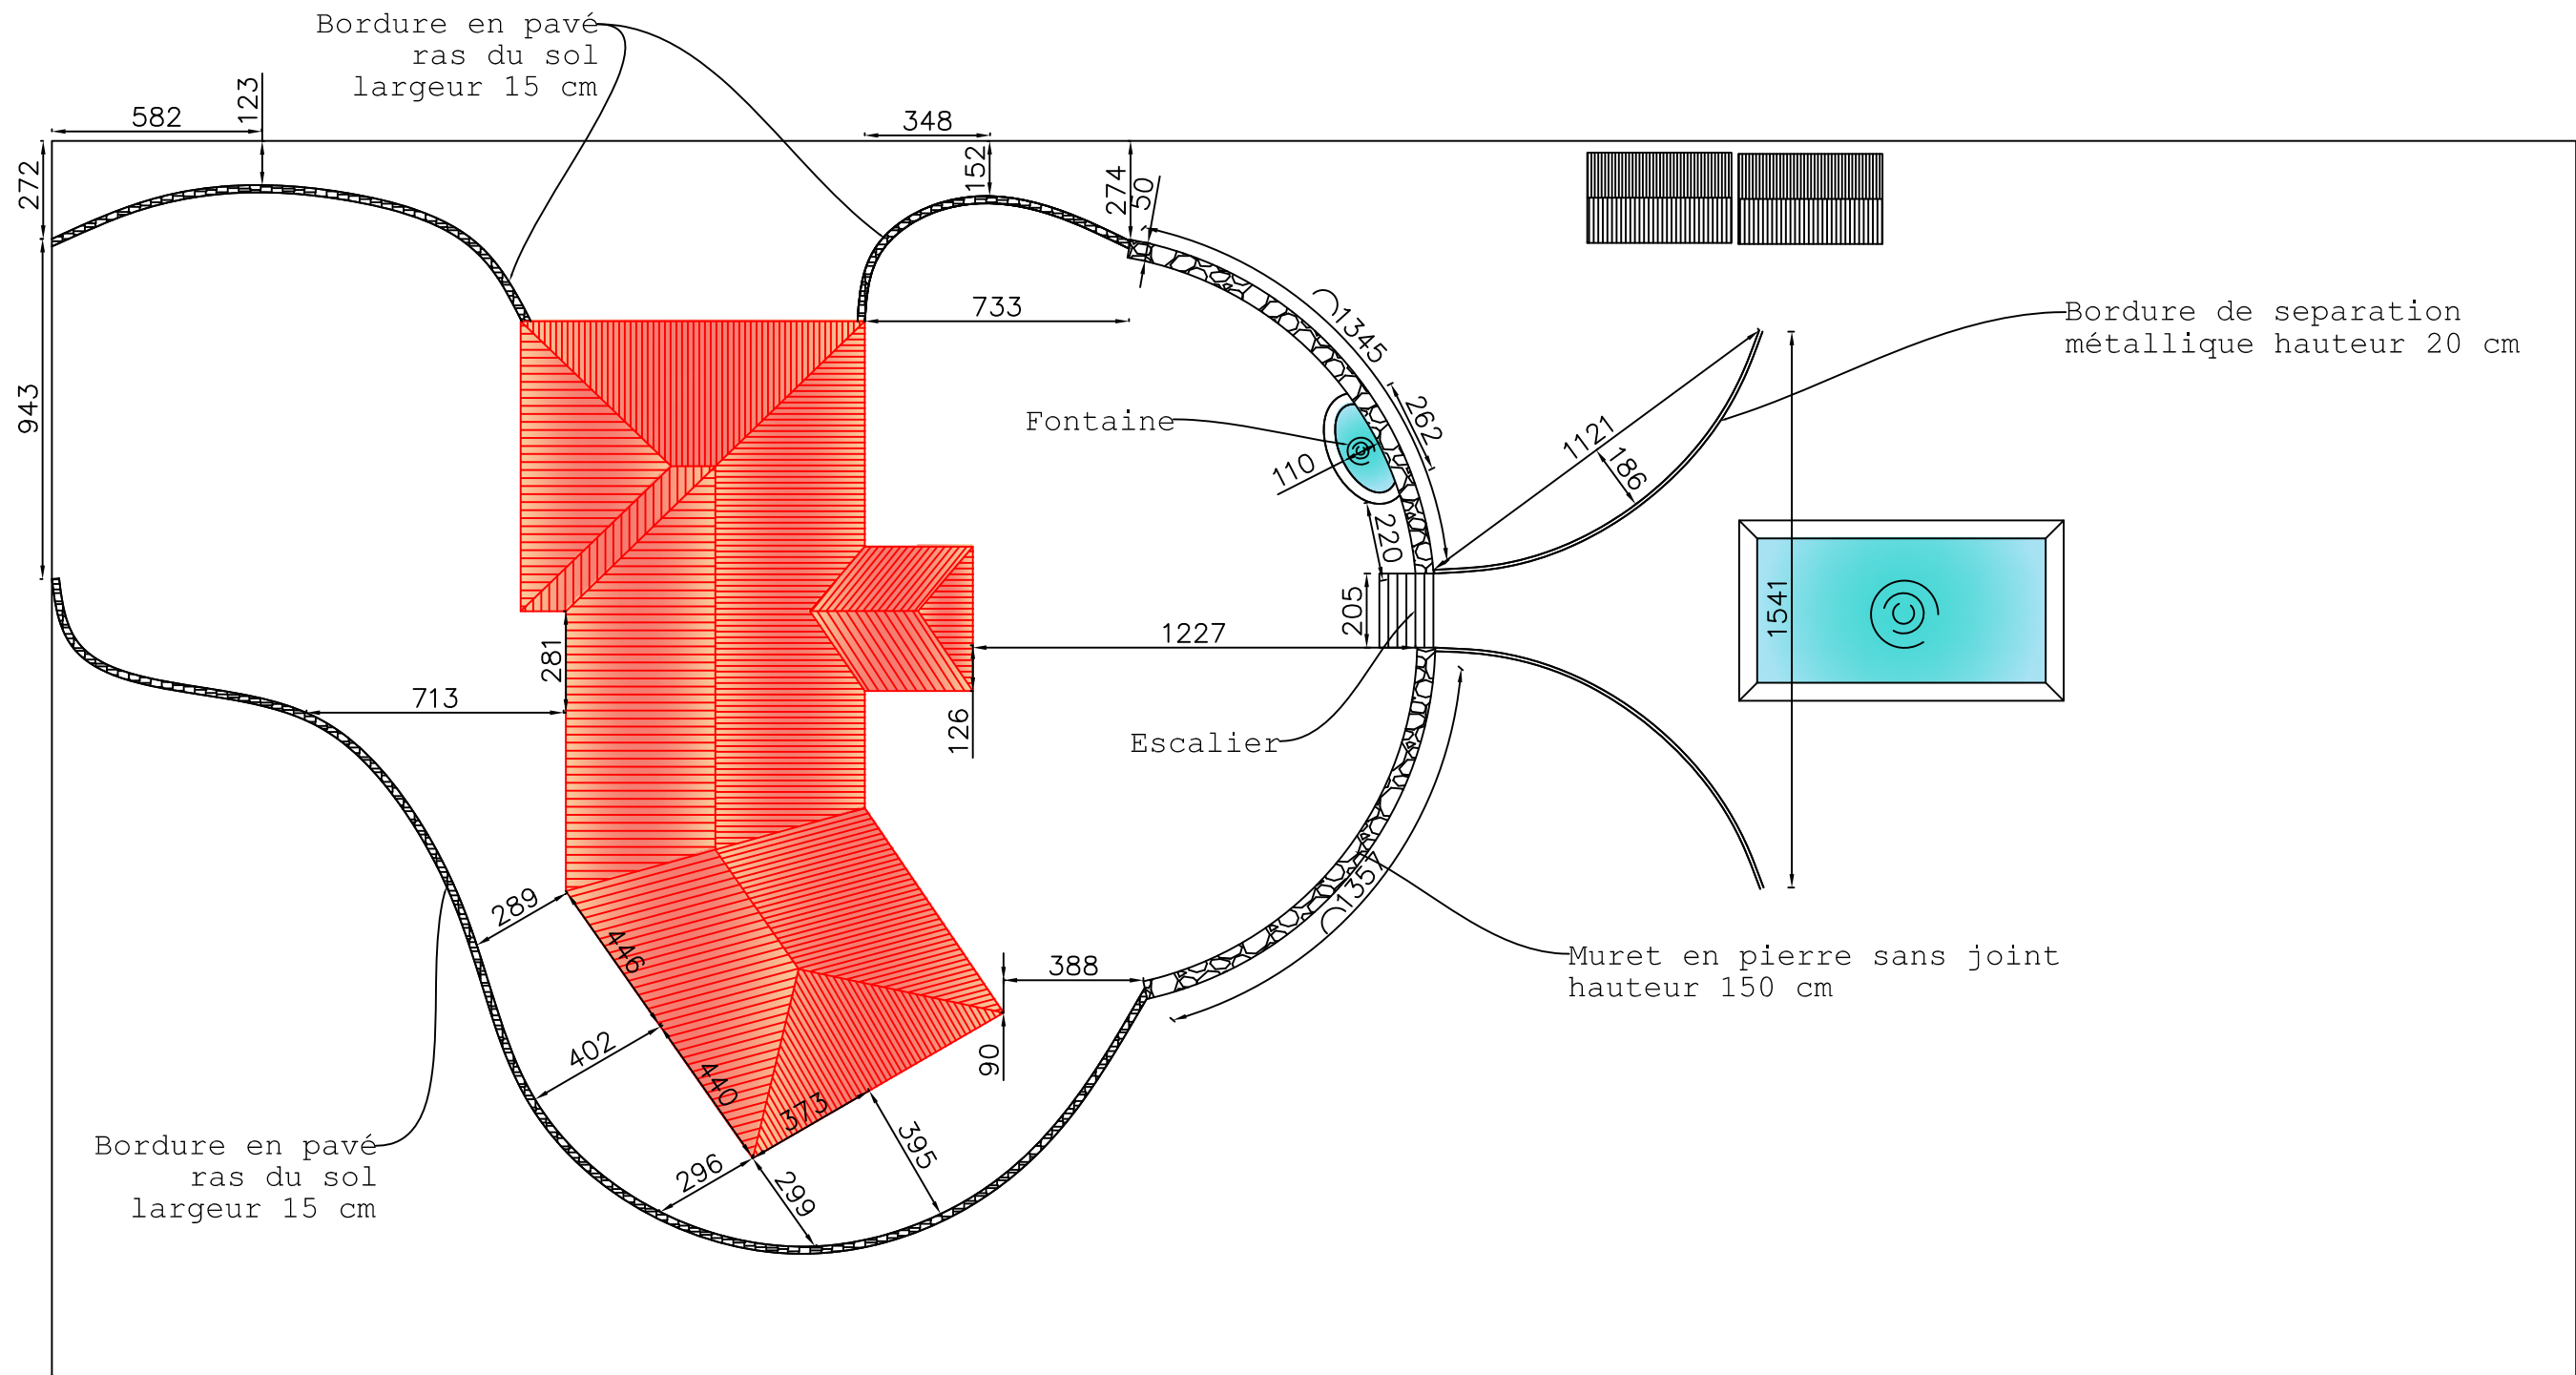 Bordure en pavé
ras du sol
largeur 15 cm
582
123
348
272
152
274
50
943
733
1345
262
Bordure de separation
métallique hauteur 20 cm
Fontaine
110
1121
186
220
205
1541
1227
281
713
126
Escalier
289
446
1357
388
Muret en pierre sans joint
hauteur 150 cm
402
440
90
373
395
296
299
Bordure en pavé
ras du sol
largeur 15 cm